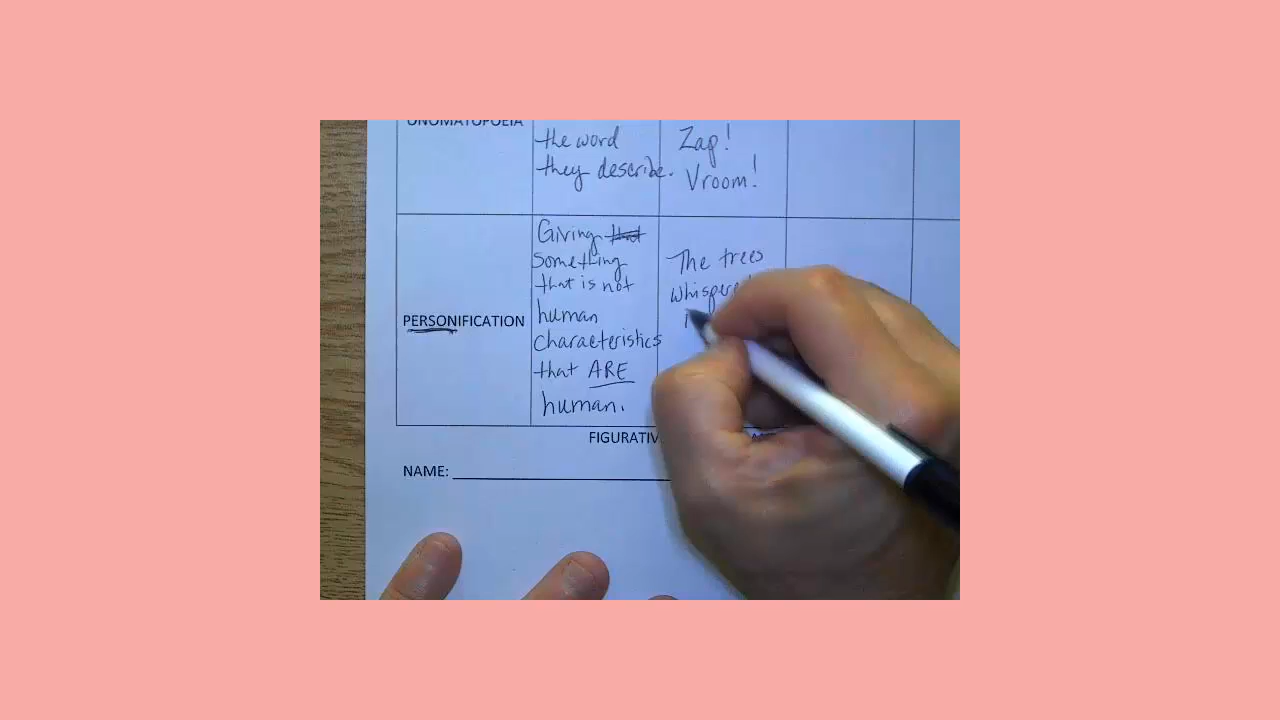 ONOMATOPOEIA
the word
they describe.
Zap!
Vroom!
PERSONIFICATION
Giving that
something
that is not
human
characteristics
that ARE
human.
The trees
FIGURATIV
NAME: